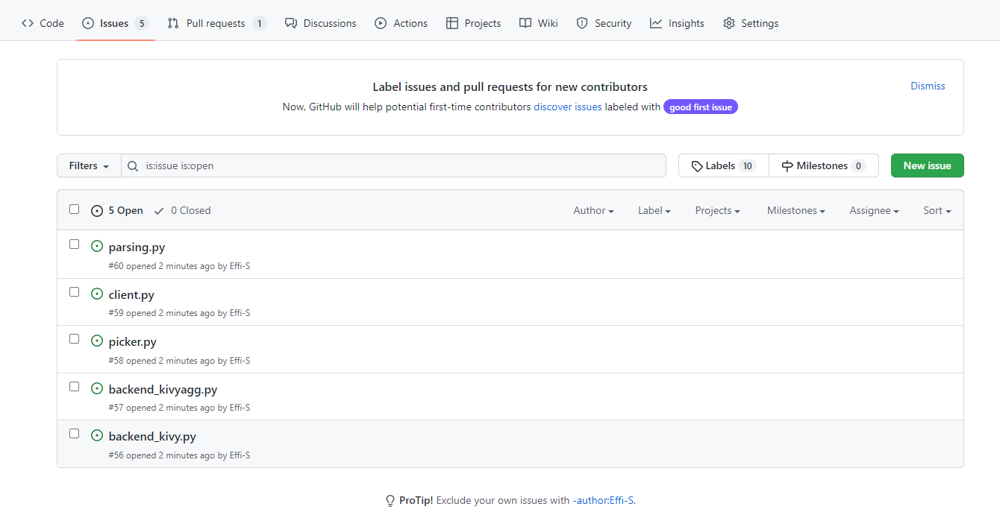 Code Issues 5 Pull requests 1 Discussions Actions Projects Wiki Security Insights Settings
Label issues and pull requests for new contributors
Dismiss
Now, GitHub will help potential first-time contributors discover issues labeled with good first issue
Filters is:issue is:open Labels 10 Milestones 0 New issue
5 Open 0 Closed Author Label Projects Milestones Assignee Sort
parsing.py
#60 opened 2 minutes ago by Effi-S
client.py
#59 opened 2 minutes ago by Effi-S
picker.py
#58 opened 2 minutes ago by Effi-S
backend_kivyagg.py
#57 opened 2 minutes ago by Effi-S
backend_kivy.py
#56 opened 2 minutes ago by Effi-S
ProTip! Exclude your own issues with -author:Effi-S.